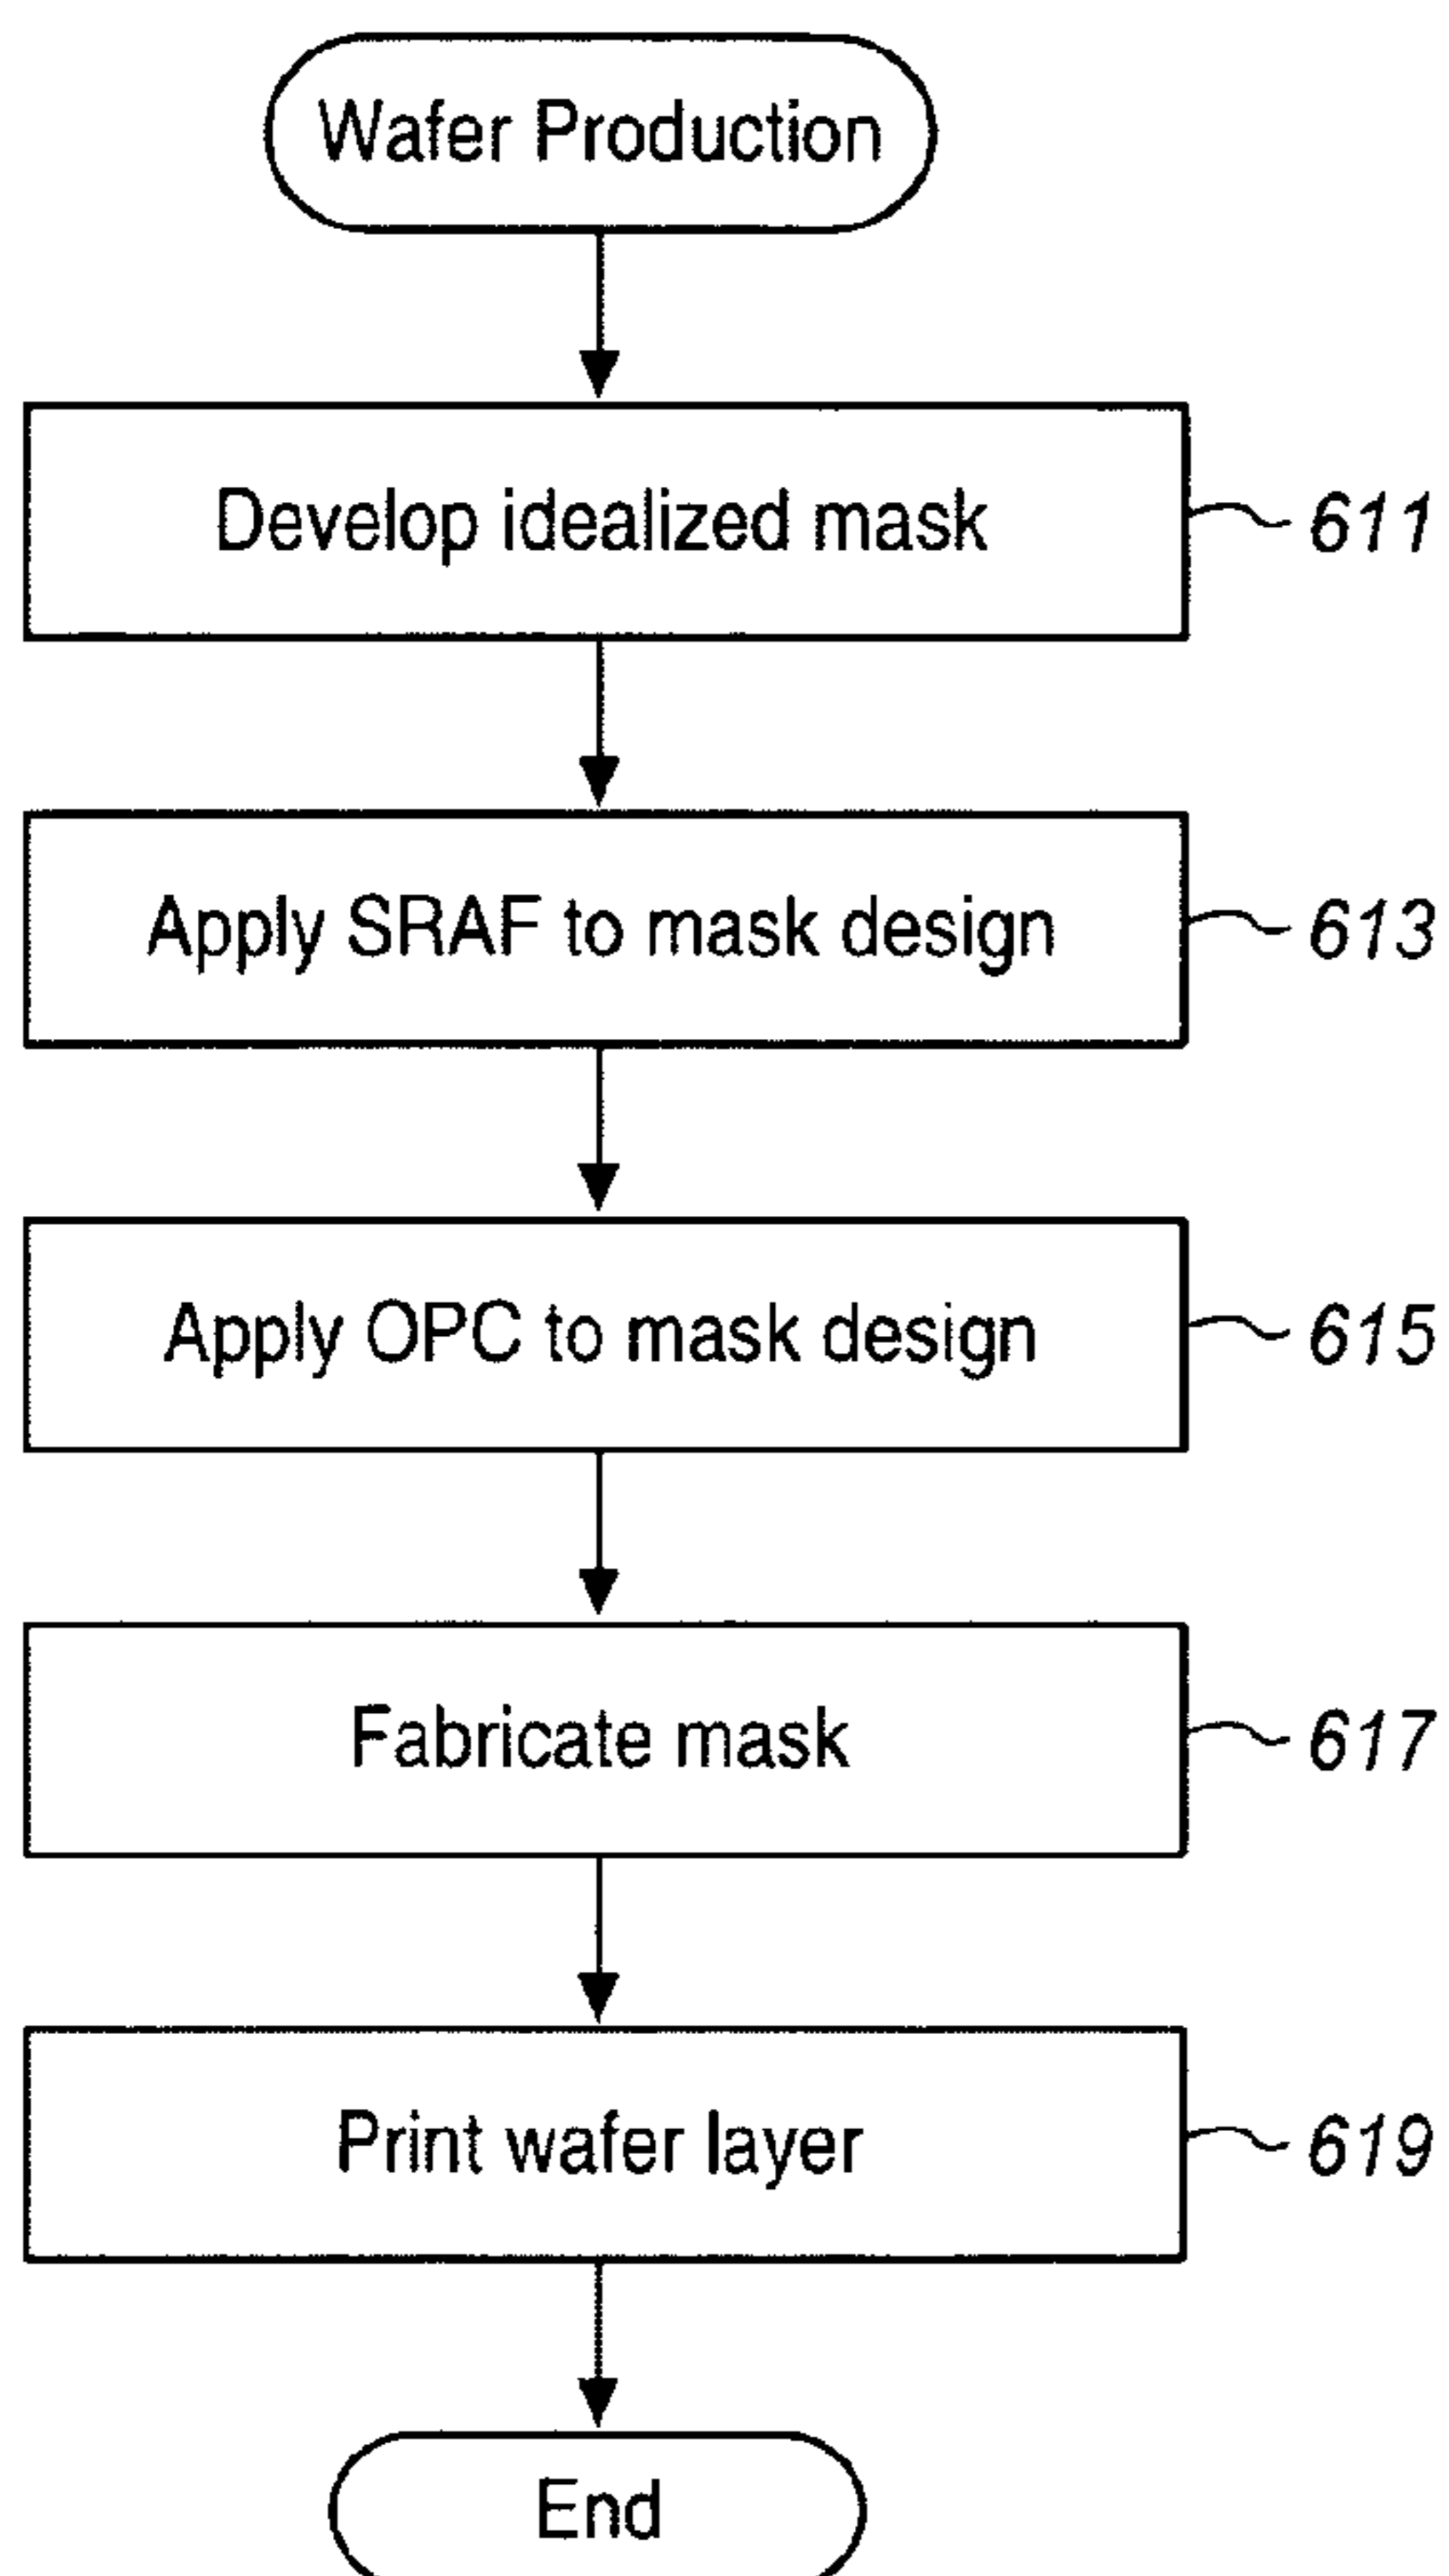 Wafer Production
Develop idealized mask
611
Apply SRAF to mask design
613
Apply OPC to mask design
615
Fabricate mask
617
Print wafer layer
619
End